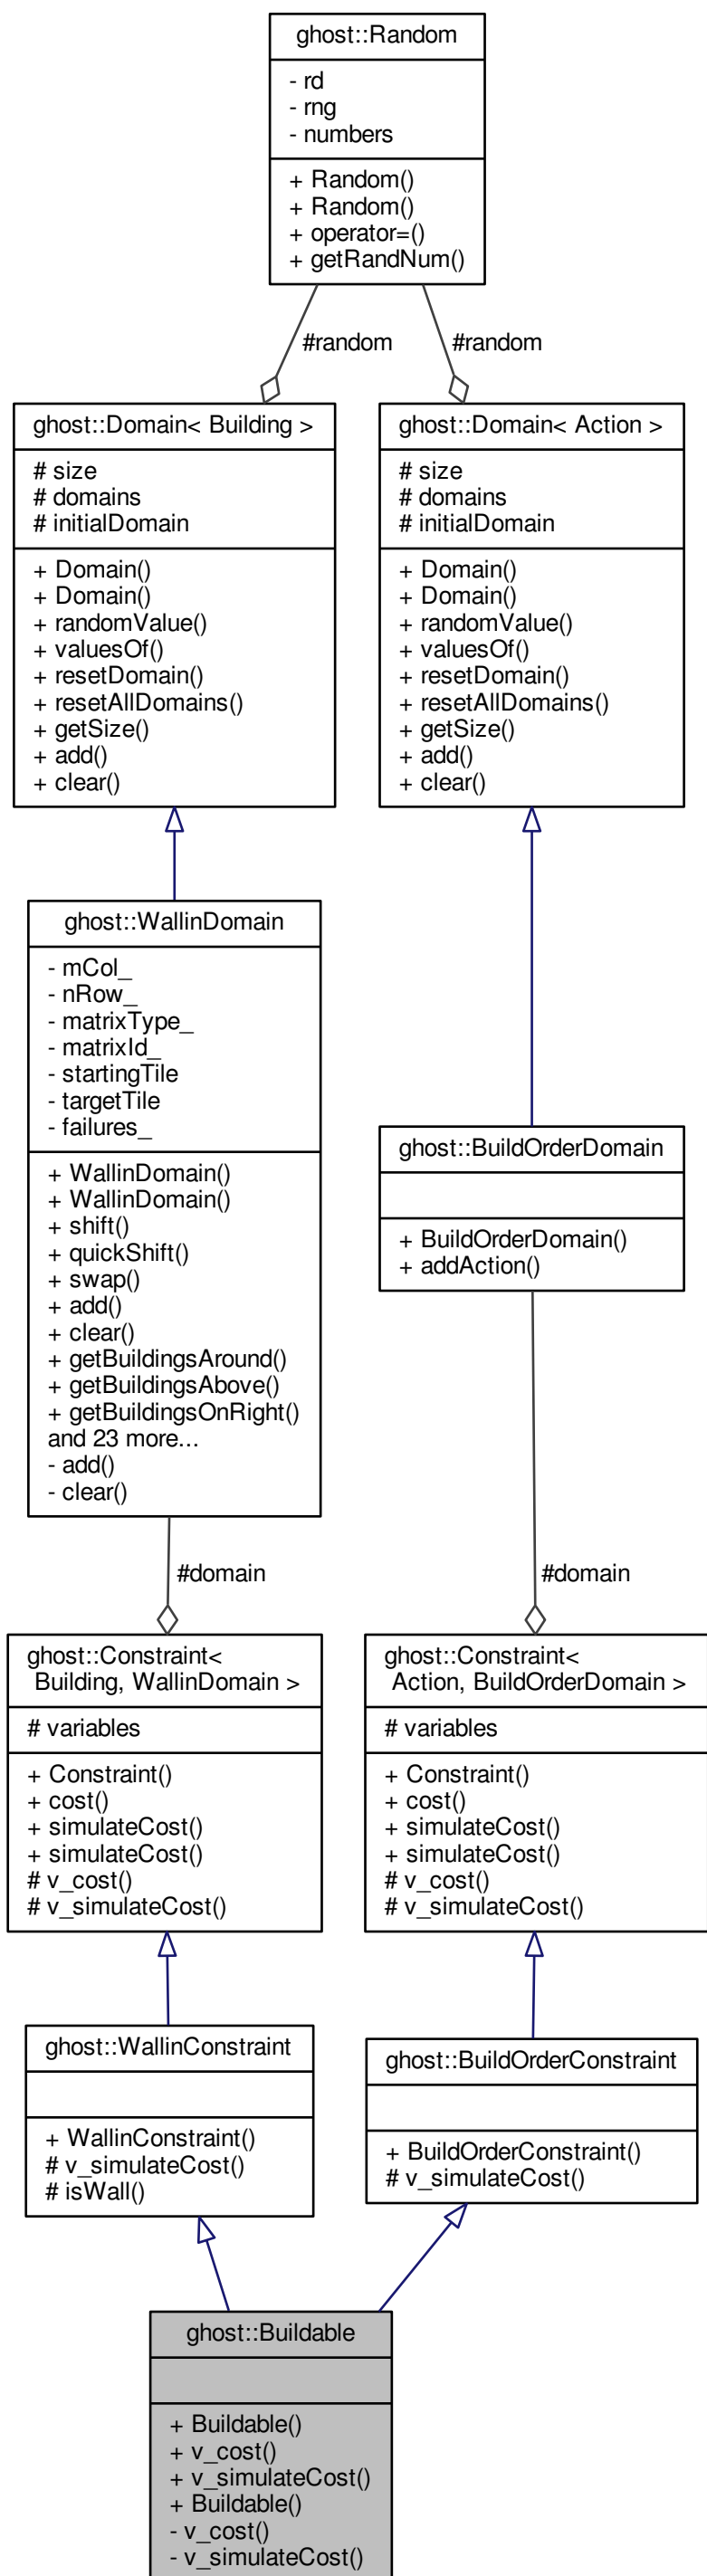 ghost::Random
- rd
- rng
- numbers
+ Random()
+ Random()
+ operator=()
+ getRandNum()
#random
#random
ghost::Domain< Building >
# size
# domains
# initialDomain
+ Domain()
+ Domain()
+ randomValue()
+ valuesOf()
+ resetDomain()
+ resetAllDomains()
+ getSize()
+ add()
+ clear()
ghost::Domain< Action >
# size
# domains
# initialDomain
+ Domain()
+ Domain()
+ randomValue()
+ valuesOf()
+ resetDomain()
+ resetAllDomains()
+ getSize()
+ add()
+ clear()
ghost::WallinDomain
- mCol_
- nRow_
- matrixType_
- matrixId_
- startingTile
- targetTile
- failures_
+ WallinDomain()
+ WallinDomain()
+ shift()
+ quickShift()
+ swap()
+ add()
+ clear()
+ getBuildingsAround()
+ getBuildingsAbove()
+ getBuildingsOnRight()
and 23 more...
- add()
- clear()
ghost::BuildOrderDomain
+ BuildOrderDomain()
+ addAction()
#domain
#domain
ghost::Constraint<
Building, WallinDomain >
# variables
+ Constraint()
+ cost()
+ simulateCost()
+ simulateCost()
# v_cost()
# v_simulateCost()
ghost::Constraint<
Action, BuildOrderDomain >
# variables
+ Constraint()
+ cost()
+ simulateCost()
+ simulateCost()
# v_cost()
# v_simulateCost()
ghost::WallinConstraint
+ WallinConstraint()
# v_simulateCost()
# isWall()
ghost::BuildOrderConstraint
+ BuildOrderConstraint()
# v_simulateCost()
ghost::Buildable
+ Buildable()
+ v_cost()
+ v_simulateCost()
+ Buildable()
- v_cost()
- v_simulateCost()